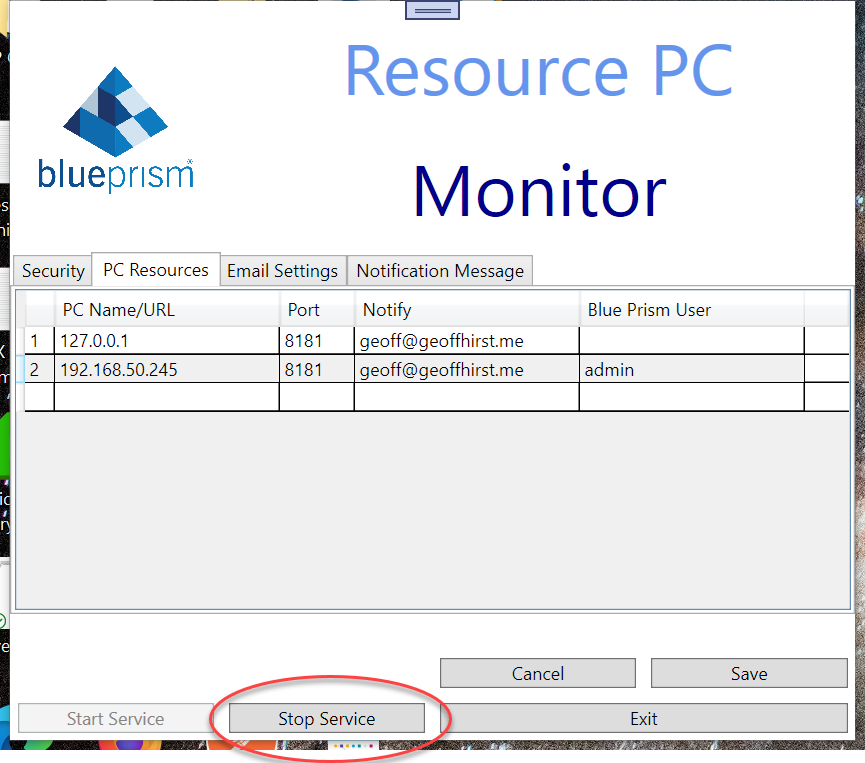 Resource PC
blueprism
Monitor
Security PC Resources Email Settings Notification Message
PC Name/URL Port Notify Blue Prism User
1 127.0.0.1 8181 geoff@geoffhirst.me
2 192.168.50.245 8181 geoff@geoffhirst.me admin
Cancel Save
Start Service Stop Service Exit